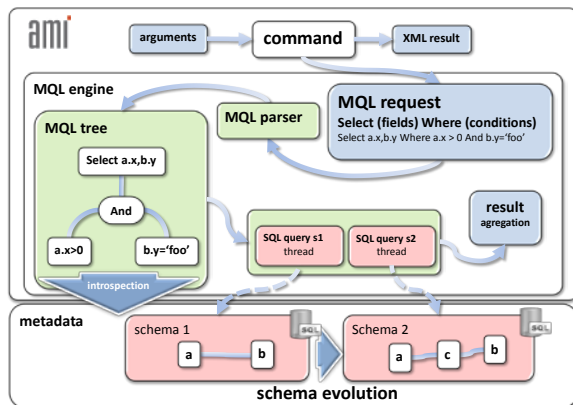 ami
arguments
command
XML result
MQL engine
MQL request
Select (fields) Where (conditions)
Select a.x,b.y Where a.x > 0 And b.y='foo'
MQL parser
MQL tree
Select a.x,b.y
And
a.x>0
b.y='foo'
introspection
SQL query s1
thread
SQL query s2
thread
result
agregation
metadata
schema 1
SQL
a
b
Schema 2
SQL
a
c
b
schema evolution